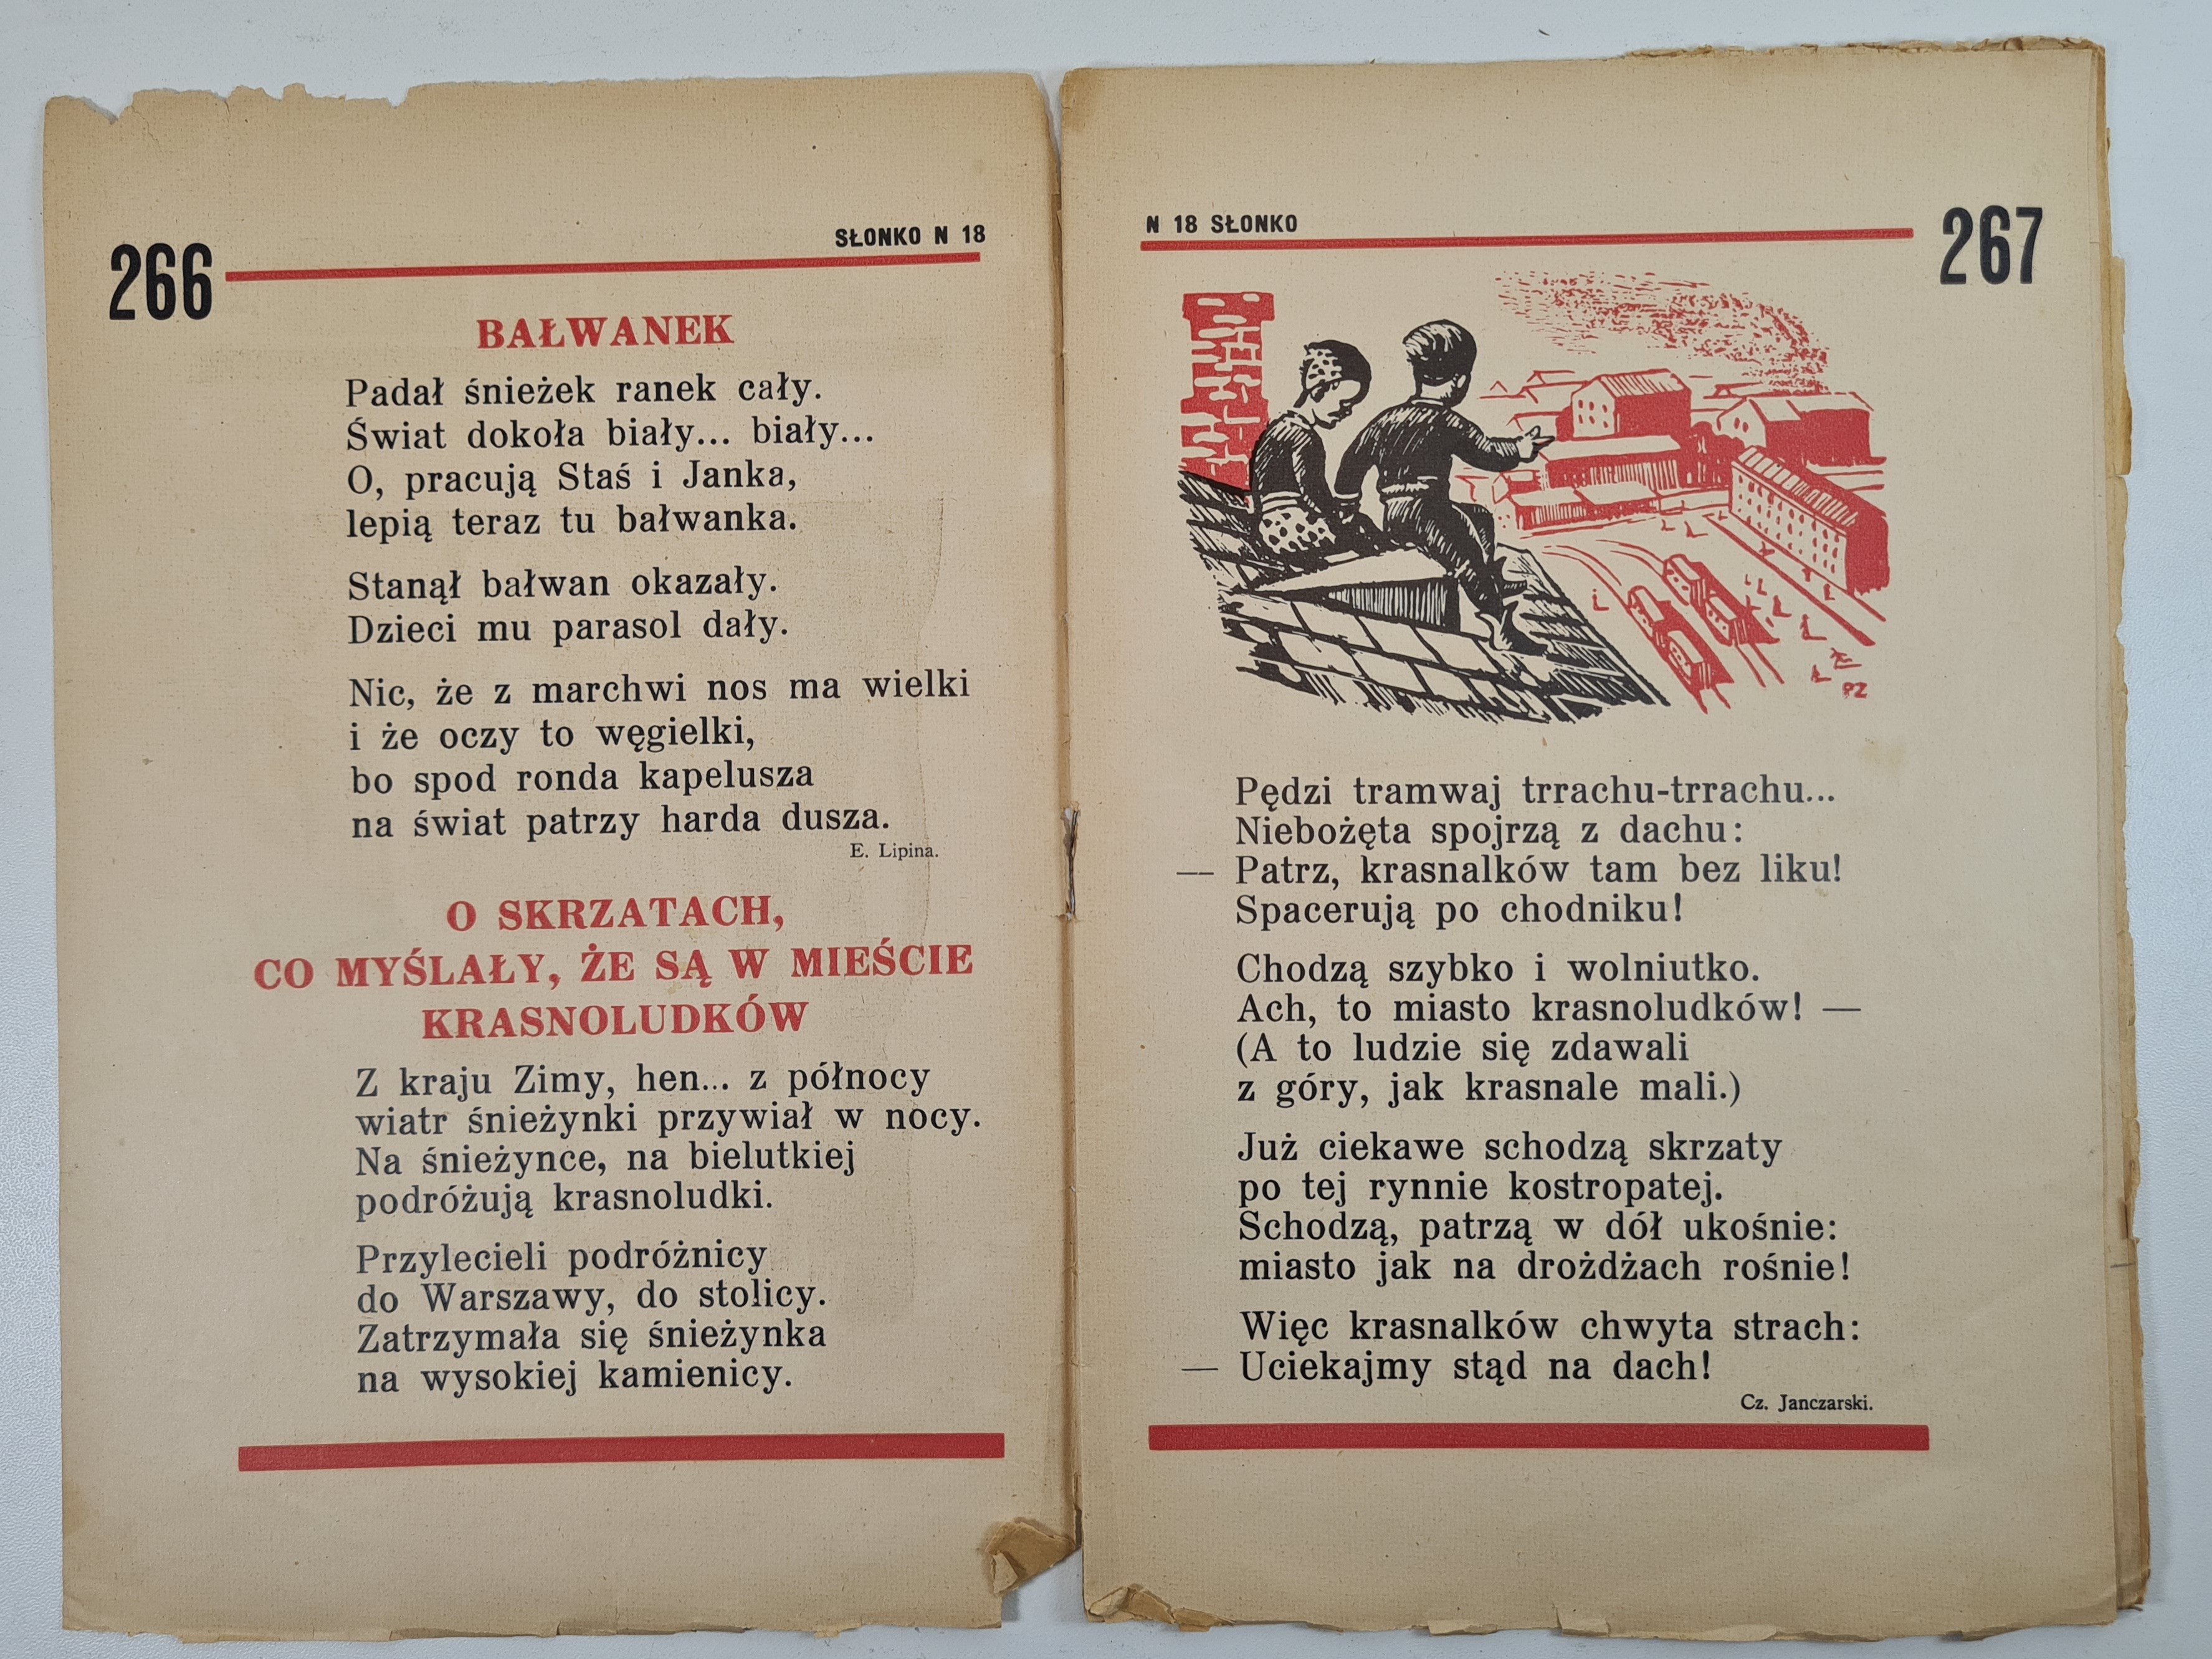 266
SŁONKO N 18
BAŁWANEK
Padał śnieżek ranek cały.
Świat dokoła biały... biały...
O, pracują Staś i Janka,
lepią teraz tu bałwanka.
Stanął bałwan okazały.
Dzieci mu parasol dały.
Nic, że z marchwi nos ma wielki
i że oczy to węgielki,
bo spod ronda kapelusza
na świat patrzy harda dusza.
E. Lipina.
O SKRZATACH,
CO MYŚLAŁY, ŻE SĄ W MIEŚCIE
KRASNOLUDKÓW
Z kraju Zimy, hen... z północy
wiatr śnieżynki przywiał w nocy.
Na śnieżynce, na bielutkiej
podróżują krasnoludki.
Przylecieli podróżnicy
do Warszawy, do stolicy.
Zatrzymała się śnieżynka
na wysokiej kamienicy.
N 18 SŁONKO
267
Pędzi tramwaj trrachu-trrachu...
Niebożęta spojrzą z dachu:
— Patrz, krasnalków tam bez liku!
Spacerują po chodniku!
Chodzą szybko i wolniutko.
Ach, to miasto krasnoludków! —
(A to ludzie się zdawali
z góry, jak krasnale mali.)
Już ciekawe schodzą skrzaty
po tej rynnie kostropatej.
Schodzą, patrzą w dół ukośnie:
miasto jak na drożdżach rośnie!
Więc krasnalków chwyta strach:
— Uciekajmy stąd na dach!
Cz. Janczarski.